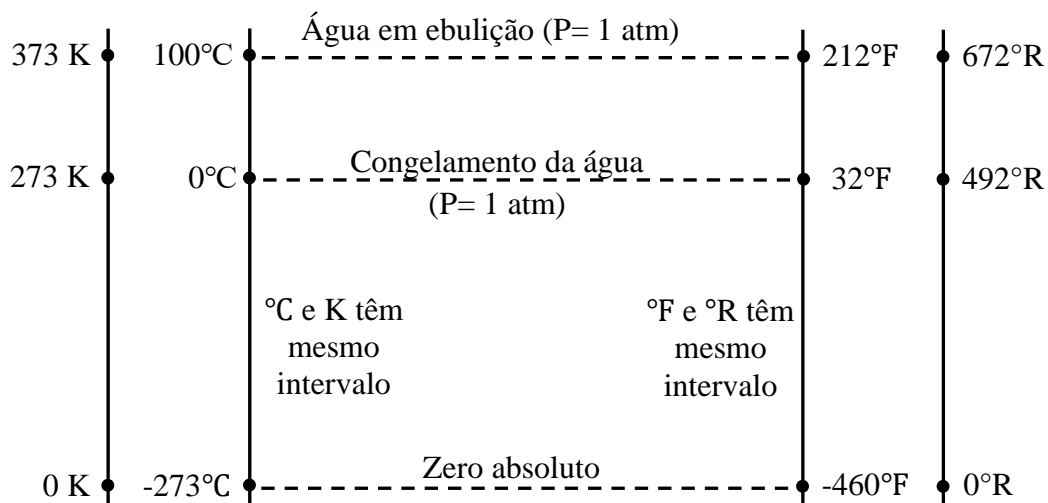 Água em ebulição (P= 1 atm)
373 K 100°C 212°F 672°R
Congelamento da água
273 K 0°C 32°F 492°R
(P= 1 atm)
°C e K têm
mesmo
intervalo
°F e °R têm
mesmo
intervalo
Zero absoluto
0 K -273°C -460°F 0°R